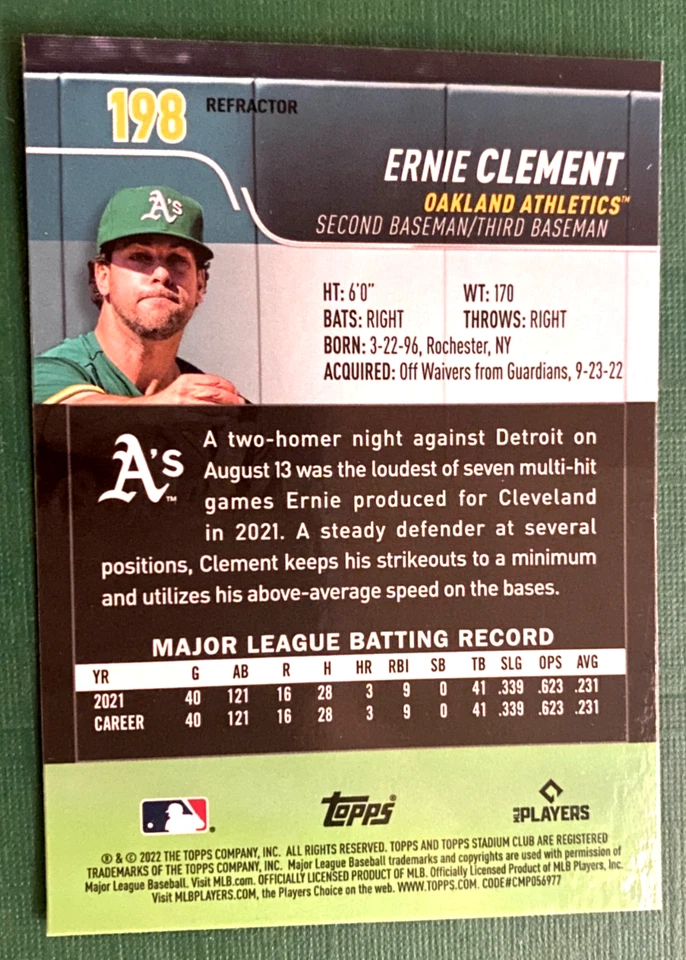 198 REFRACTOR
ERNIE CLEMENT
OAKLAND ATHLETICS™
SECOND BASEMAN/THIRD BASEMAN
A's
HT: 6'0" WT: 170
BATS: RIGHT THROWS: RIGHT
BORN: 3-22-96, Rochester, NY
ACQUIRED: Off Waivers from Guardians, 9-23-22
A's™
A two-homer night against Detroit on
August 13 was the loudest of seven multi-hit
games Ernie produced for Cleveland
in 2021. A steady defender at several
positions, Clement keeps his strikeouts to a minimum
and utilizes his above-average speed on the bases.
MAJOR LEAGUE BATTING RECORD
YR G AB R H HR RBI SB TB SLG OPS AVG
2021 40 121 16 28 3 9 0 41 .339 .623 .231
CAREER 40 121 16 28 3 9 0 41 .339 .623 .231
topps®
MLB PLAYERS
® & © 2022 THE TOPPS COMPANY, INC. ALL RIGHTS RESERVED. TOPPS AND TOPPS STADIUM CLUB ARE REGISTERED
TRADEMARKS OF THE TOPPS COMPANY, INC. Major League Baseball trademarks and copyrights are used with permission of
Major League Baseball. Visit MLB.com. OFFICIALLY LICENSED PRODUCT OF MLB. Officially Licensed Product of MLB Players, Inc.
Visit MLBPLAYERS.COM, the Players Choice on the web. WWW.TOPPS.COM. CODE#CMP056977